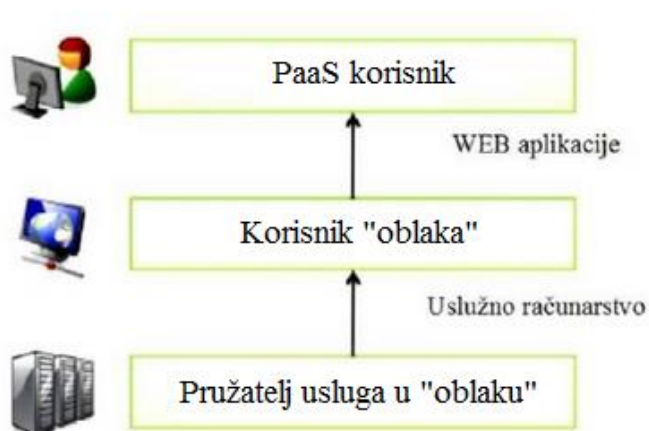 PaaS korisnik
WEB aplikacije
Korisnik "oblaka"
Uslužno računarstvo
Pružatelj usluga u "oblaku"